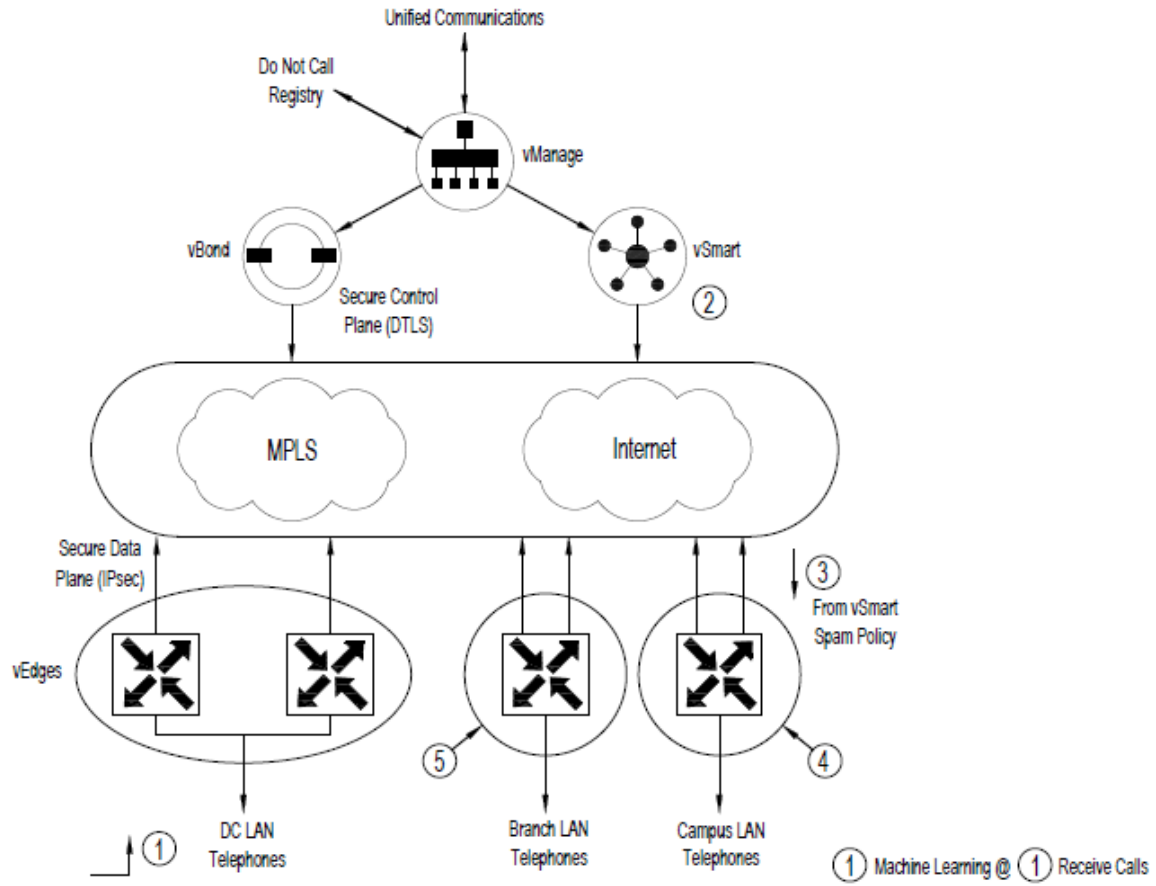 Unified Communications
Do Not Call
Registry
vManage
vBond
vSmart
Secure Control
Plane (DTLS)
2
MPLS
Internet
Secure Data
Plane (IPsec)
3
From vSmart
Spam Policy
vEdges
5
4
1
DC LAN
Telephones
Branch LAN
Telephones
Campus LAN
Telephones
1 Machine Learning @ 1 Receive Calls